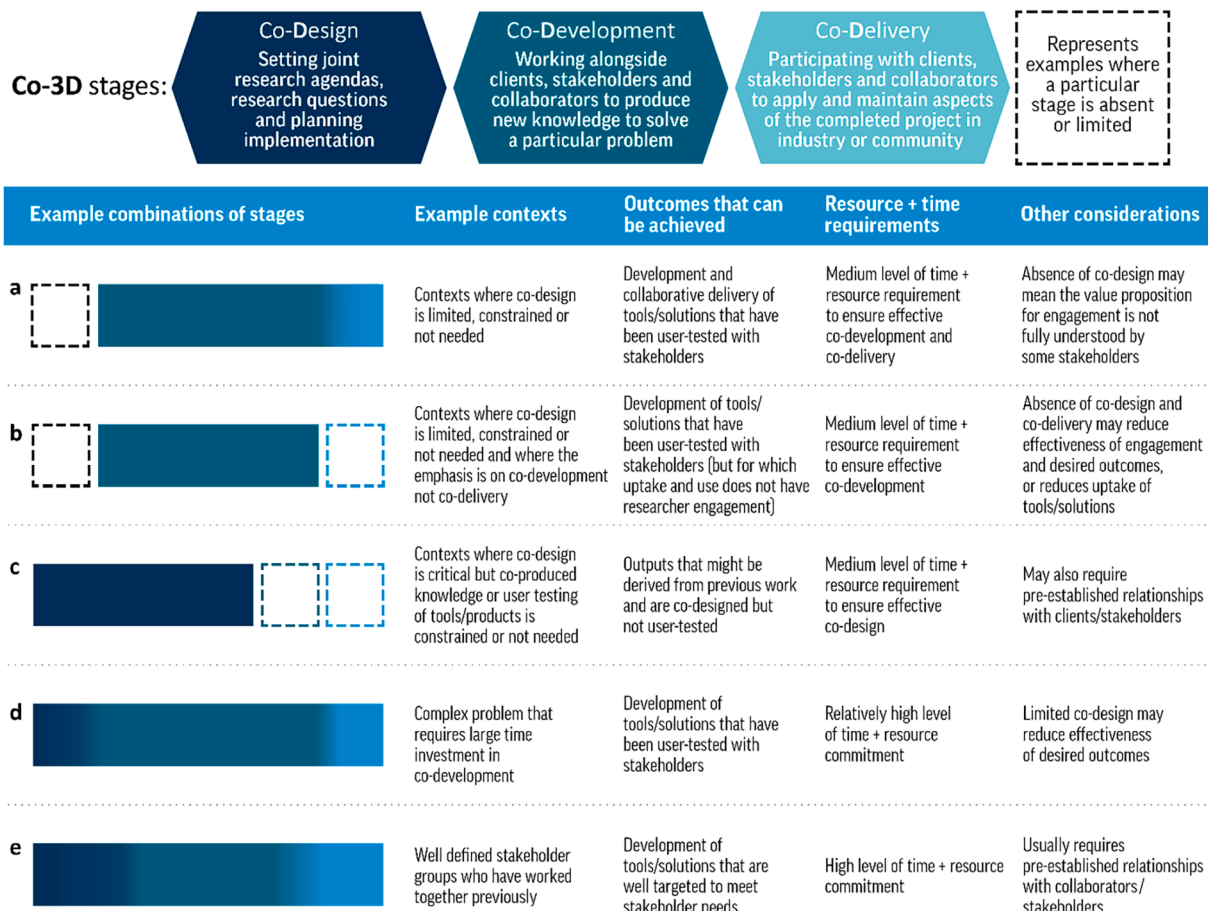 Co-3D stages:
Co-Design
Setting joint
research agendas,
research questions
and planning
implementation
Co-Development
Working alongside
clients, stakeholders and
collaborators to produce
new knowledge to solve
a particular problem
Co-Delivery
Participating with clients,
stakeholders and collaborators
to apply and maintain aspects
of the completed project in
industry or community
Represents
examples where
a particular
stage is absent
or limited
Example combinations of stages
Example contexts
Outcomes that can
be achieved
Resource + time
requirements
Other considerations
a
Contexts where co-design
is limited, constrained or
not needed
Development and
collaborative delivery of
tools/solutions that have
been user-tested with
stakeholders
Medium level of time +
resource requirement
to ensure effective
co-development and
co-delivery
Absence of co-design may
mean the value proposition
for engagement is not
fully understood by
some stakeholders
b
Contexts where co-design
is limited, constrained or
not needed and where the
emphasis is on co-development
not co-delivery
Development of tools/
solutions that have
been user-tested with
stakeholders (but for which
uptake and use does not have
researcher engagement)
Medium level of time +
resource requirement
to ensure effective
co-development
Absence of co-design and
co-delivery may reduce
effectiveness of engagement
and desired outcomes,
or reduces uptake of
tools/solutions
c
Contexts where co-design
is critical but co-produced
knowledge or user testing
of tools/products is
constrained or not needed
Outputs that might be
derived from previous work
and are co-designed but
not user-tested
Medium level of time +
resource requirement
to ensure effective
co-design
May also require
pre-established relationships
with clients/stakeholders
d
Complex problem that
requires large time
investment in
co-development
Development of
tools/solutions that have
been user-tested with
stakeholders
Relatively high level
of time + resource
commitment
Limited co-design may
reduce effectiveness
of desired outcomes
e
Well defined stakeholder
groups who have worked
together previously
Development of
tools/solutions that are
well targeted to meet
stakeholder needs
High level of time + resource
commitment
Usually requires
pre-established relationships
with collaborators/
stakeholders